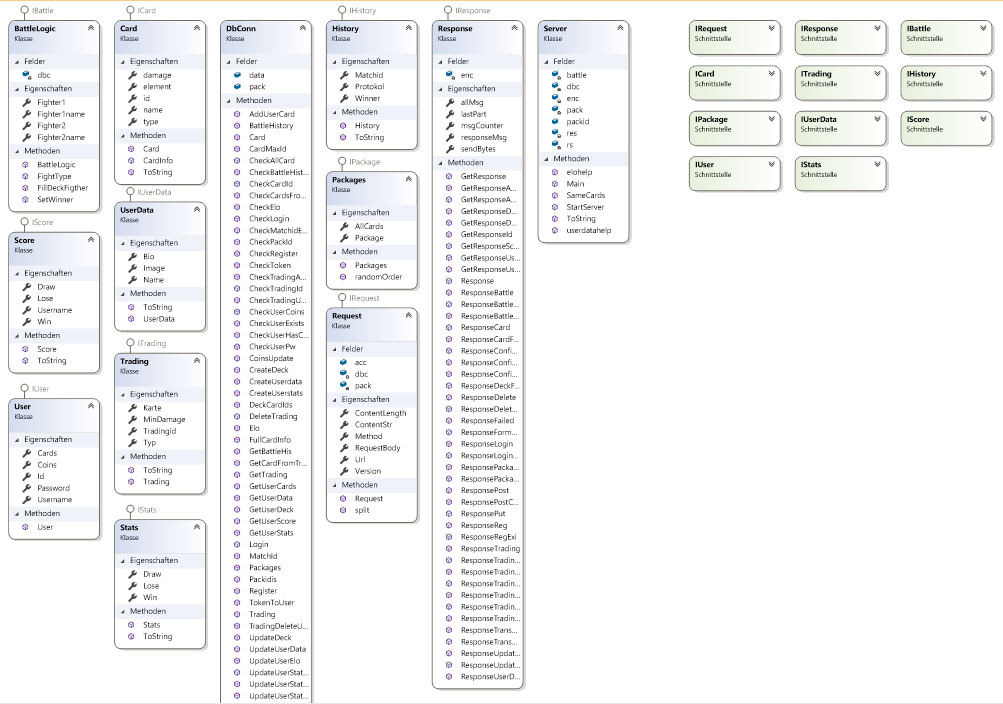 IBattle
BattleLogic
Klasse
Felder
dbc
Eigenschaften
Fighter1
Fighter1name
Fighter2
Fighter2name
Methoden
BattleLogic
FightType
FillDeckFigther
SetWinner
IScore
Score
Klasse
Eigenschaften
Draw
Lose
Username
Win
Methoden
Score
ToString
IUser
User
Klasse
Eigenschaften
Cards
Coins
Id
Password
Username
Methoden
User
ICard
Card
Klasse
Eigenschaften
damage
element
id
name
type
Methoden
Card
CardInfo
ToString
IUserData
UserData
Klasse
Eigenschaften
Bio
Image
Name
Methoden
ToString
UserData
ITrading
Trading
Klasse
Eigenschaften
Karte
MinDamage
Tradingid
Typ
Methoden
ToString
Trading
IStats
Stats
Klasse
Eigenschaften
Draw
Lose
Win
Methoden
Stats
ToString
DbConn
Klasse
Felder
data
pack
Methoden
AddUserCard
BattleHistory
Card
CardMaxId
CheckAllCard
CheckBattleHist...
CheckCardId
CheckCardsFro...
CheckElo
CheckLogin
CheckMatchidE...
CheckPackId
CheckRegister
CheckToken
CheckTradingA...
CheckTradingId
CheckTradingU...
CheckUserCoins
CheckUserExists
CheckUserHasC...
CheckUserPw
CoinsUpdate
CreateDeck
CreateUserdata
CreateUserstats
DeckCardIds
DeleteTrading
Elo
FullCardInfo
GetBattleHis
GetCardFromTr...
GetTrading
GetUserCards
GetUserData
GetUserDeck
GetUserScore
GetUserStats
Login
MatchId
Packages
Packidis
Register
TokenToUser
Trading
TradingDeleteU...
UpdateDeck
UpdateUserData
UpdateUserElo
UpdateUserStat...
UpdateUserStat...
UpdateUserStat...
IHistory
History
Klasse
Eigenschaften
Matchid
Protokol
Winner
Methoden
History
ToString
IPackage
Packages
Klasse
Eigenschaften
AllCards
Package
Methoden
Packages
randomOrder
IRequest
Request
Klasse
Felder
acc
dbc
pack
Eigenschaften
ContentLength
ContentStr
Method
RequestBody
Url
Version
Methoden
Request
split
IResponse
Response
Klasse
Felder
enc
Eigenschaften
allMsg
lastPart
msgCounter
responseMsg
sendBytes
Methoden
GetResponse
GetResponseA...
GetResponseA...
GetResponseD...
GetResponseD...
GetResponseId
GetResponseSc...
GetResponseUs...
GetResponseUs...
Response
ResponseBattle
ResponseBattle...
ResponseBattle...
ResponseCard
ResponseCardF...
ResponseConfi...
ResponseConfi...
ResponseConfi...
ResponseDeckF...
ResponseDelete
ResponseDelet...
ResponseFailed
ResponseForm...
ResponseLogin
ResponseLogin...
ResponsePacka...
ResponsePacka...
ResponsePost
ResponsePostC...
ResponsePut
ResponseReg
ResponseRegExi
ResponseTrading
ResponseTradin...
ResponseTradin...
ResponseTradin...
ResponseTradin...
ResponseTradin...
ResponseTradin...
ResponseTrans...
ResponseTrans...
ResponseUpdat...
ResponseUpdat...
ResponseUserD...
Server
Klasse
Felder
battle
dbc
enc
pack
packid
res
rs
Methoden
elohelp
Main
SameCards
StartServer
ToString
userdatahelp
IRequest
Schnittstelle
IResponse
Schnittstelle
IBattle
Schnittstelle
ICard
Schnittstelle
ITrading
Schnittstelle
IHistory
Schnittstelle
IPackage
Schnittstelle
IUserData
Schnittstelle
IScore
Schnittstelle
IUser
Schnittstelle
IStats
Schnittstelle